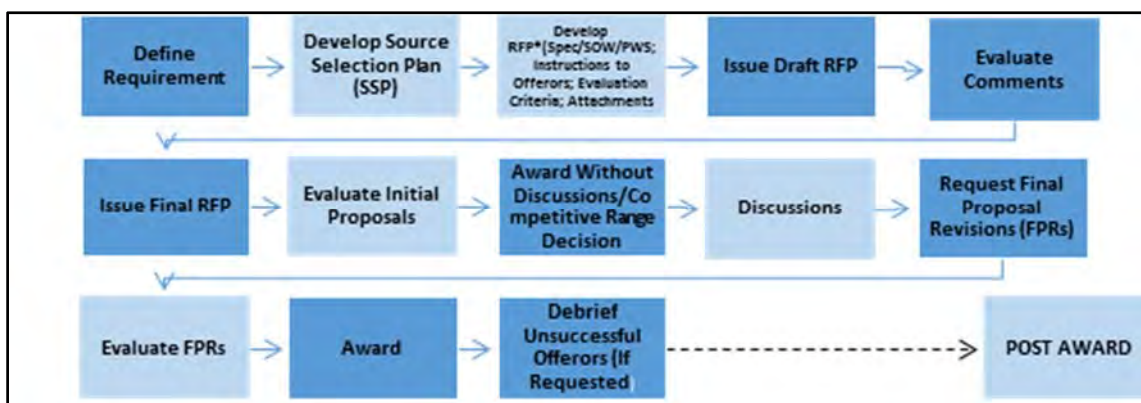 Define
Requirement
Develop Source
Selection Plan
(SSP)
Develop
RFP*(Spec/SOW/PWS;
Instructions to
Offerors; Evaluation
Criteria; Attachments
Issue Draft RFP
Evaluate
Comments
Issue Final RFP
Evaluate Initial
Proposals
Award Without
Discussions/Co
mpetitive Range
Decision
Discussions
Request Final
Proposal
Revisions (FPRs)
Evaluate FPRs
Award
Debrief
Unsuccessful
Offerors (If
Requested)
POST AWARD